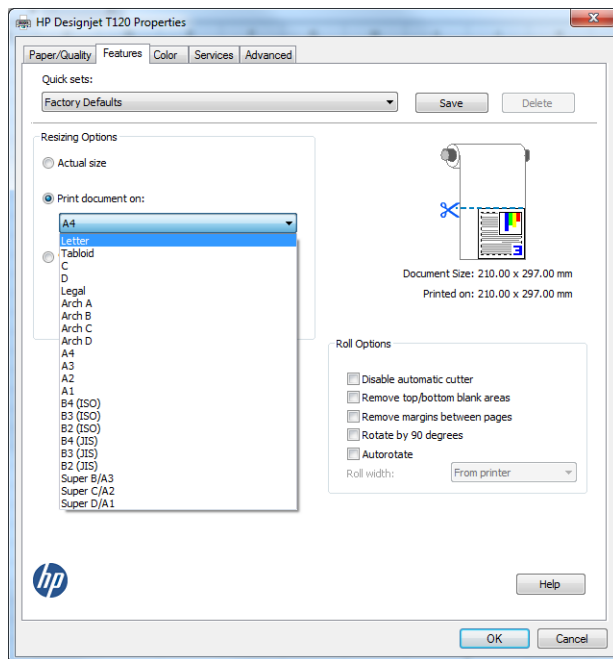 HP Designjet T120 Properties
Paper/Quality Features Color Services Advanced
Quick sets:
Factory Defaults
Save
Delete
Resizing Options
Actual size
Print document on:
A4
Letter
Tabloid
C
D
Legal
Arch A
Arch B
Arch C
Arch D
A4
A3
A2
A1
B4 (ISO)
B3 (ISO)
B2 (ISO)
B4 (JIS)
B3 (JIS)
B2 (JIS)
Super B/A3
Super C/A2
Super D/A1
3
Document Size: 210.00 x 297.00 mm
Printed on: 210.00 x 297.00 mm
Roll Options
Disable automatic cutter
Remove top/bottom blank areas
Remove margins between pages
Rotate by 90 degrees
Autorotate
Roll width: From printer
hp
Help
OK
Cancel